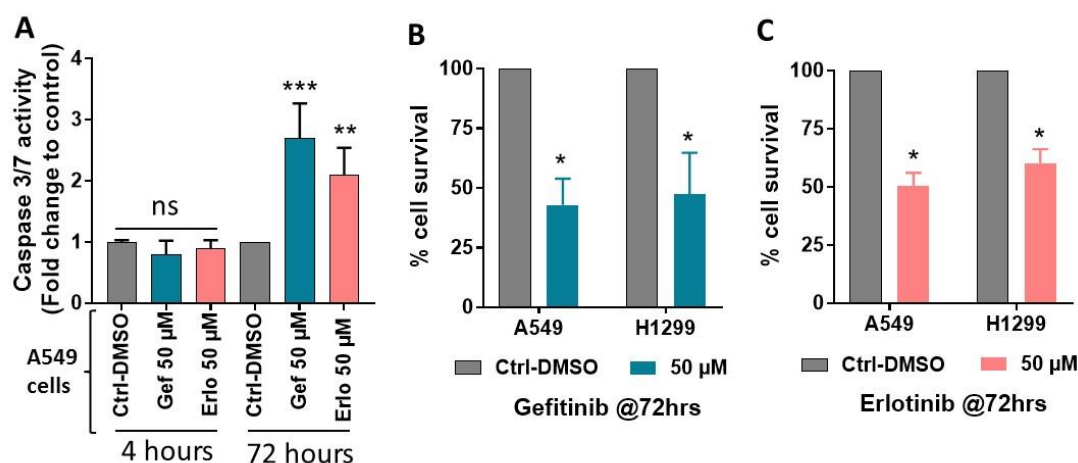 A
Caspase 3/7 activity
(Fold change to control)
4
3
2
1
0
ns
***
**
A549
cells
Ctrl-DMSO
Gef 50 µM
Erlo 50 µM
Ctrl-DMSO
Gef 50 µM
Erlo 50 µM
4 hours
72 hours
B
% cell survival
100
75
50
25
0
*
*
A549
H1299
Ctrl-DMSO
50 µM
Gefitinib @72hrs
C
% cell survival
100
75
50
25
0
*
*
A549
H1299
Ctrl-DMSO
50 µM
Erlotinib @72hrs